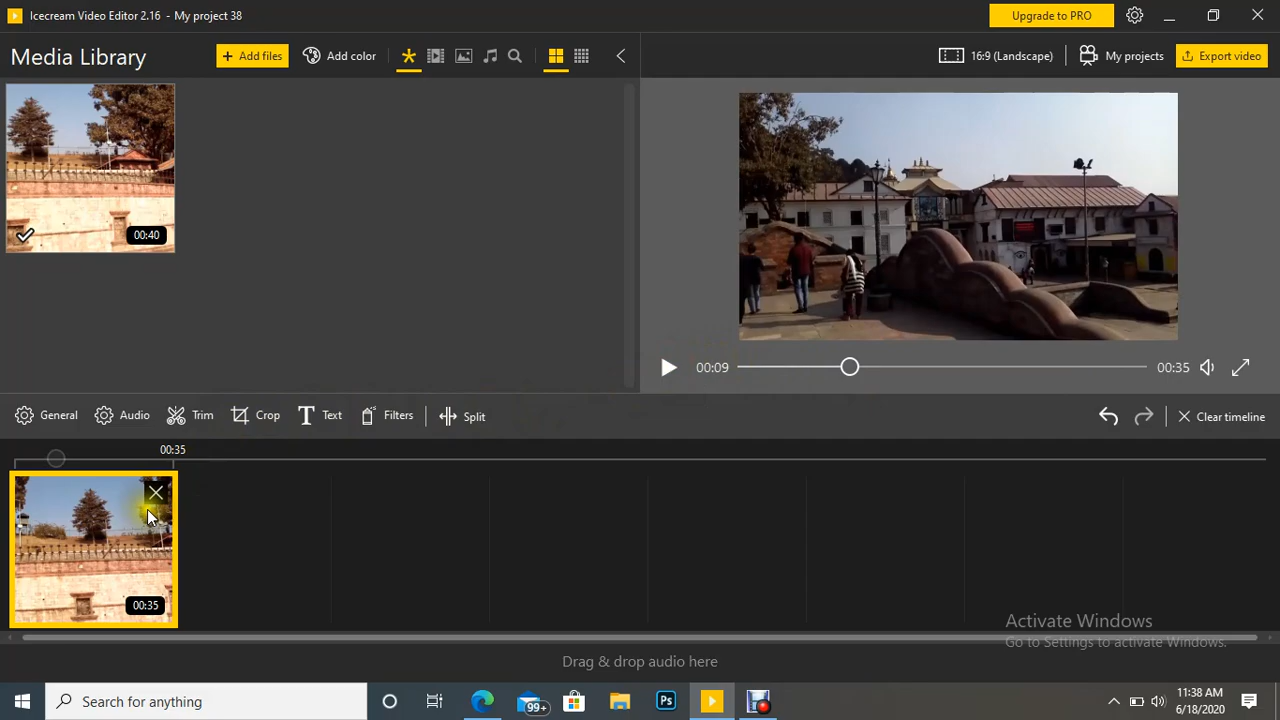 Icecream Video Editor 2.16 - My project 38
Upgrade to PRO
Media Library
Add files
Add color
16:9 (Landscape)
My projects
Export video
00:40
00:09
00:35
General
Audio
Trim
Crop
Text
Filters
Split
Clear timeline
00:35
00:35
Activate Windows
Go to Settings to activate Windows.
Drag & drop audio here
Search for anything
99+
Ps
11:38 AM
6/18/2020